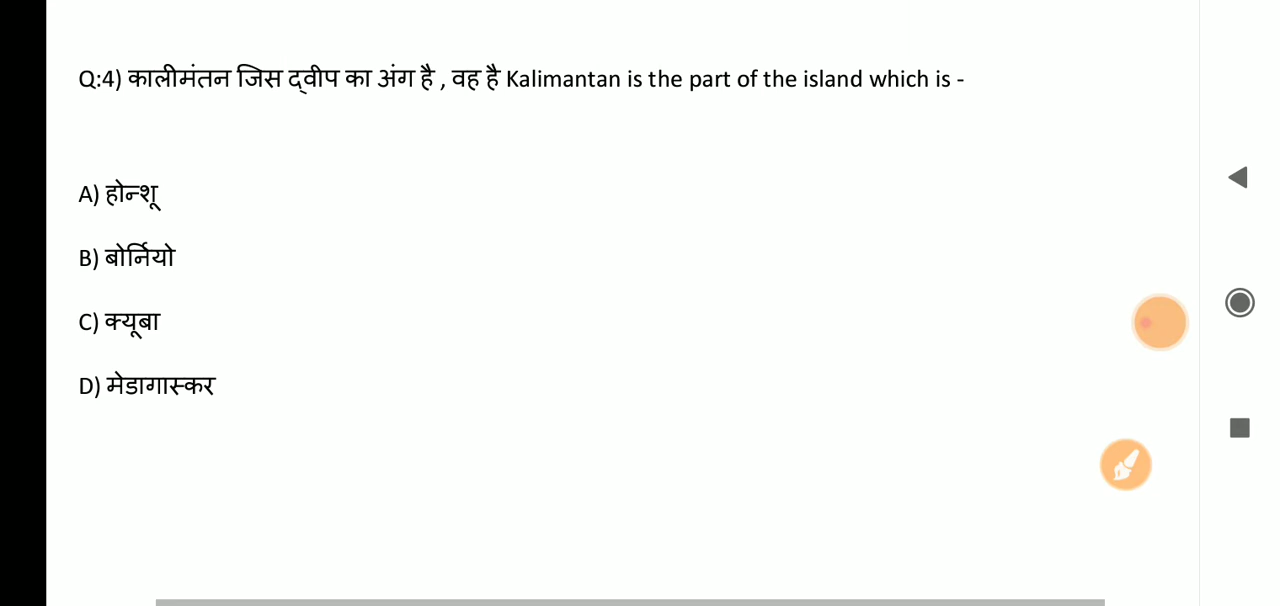 Q:4) कालीमंतन जिस द्वीप का अंग है , वह है Kalimantan is the part of the island which is -
A) होन्शू
B) बोर्नियो
C) क्यूबा
D) मेडागास्कर